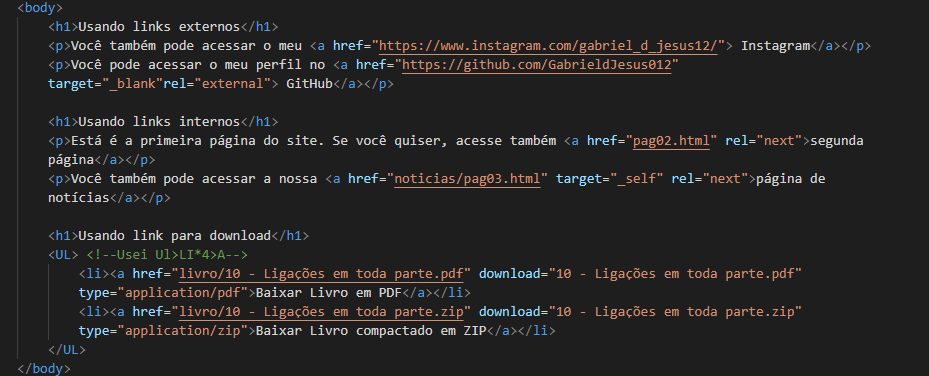 <body>
<h1>Usando links externos</h1>
<p>Você também pode acessar o meu <a href="https://www.instagram.com/gabriel_d_jesus12/"> Instagram</a></p>
<p>Você pode acessar o meu perfil no <a href="https://github.com/GabrieldJesus012"
target="_blank"rel="external"> GitHub</a></p>
<h1>Usando links internos</h1>
<p>Está é a primeira página do site. Se você quiser, acesse também <a href="pag02.html" rel="next">segunda
página</a></p>
<p>Você também pode acessar a nossa <a href="noticias/pag03.html" target="_self" rel="next">página de
notícias</a></p>
<h1>Usando link para download</h1>
<UL> <!--Usei Ul>LI*4>A-->
<li><a href="livro/10 - Ligações em toda parte.pdf" download="10 - Ligações em toda parte.pdf"
type="application/pdf">Baixar Livro em PDF</a></li>
<li><a href="livro/10 - Ligações em toda parte.zip" download="10 - Ligações em toda parte.zip"
type="application/zip">Baixar Livro compactado em ZIP</a></li>
</UL>
</body>